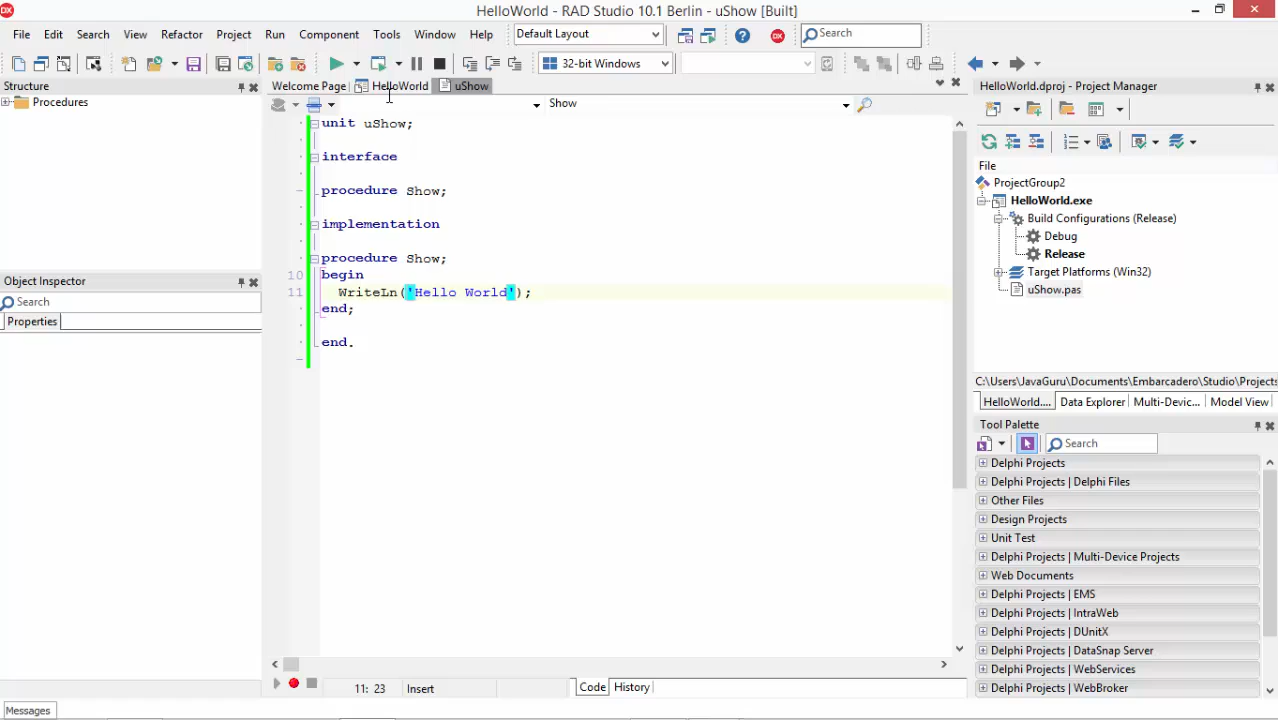 HelloWorld - RAD Studio 10.1 Berlin - uShow [Built]
File Edit Search View Refactor Project Run Component Tools Window Help Default Layout Search
32-bit Windows
Structure
Procedures
Object Inspector
Search
Properties
Welcome Page HelloWorld uShow
Show
unit uShow;
interface
procedure Show;
implementation
procedure Show;
10 begin
11 WriteLn('Hello World');
end;
end.
11: 23 Insert Code History
Messages
HelloWorld.dproj - Project Manager
File
ProjectGroup2
HelloWorld.exe
Build Configurations (Release)
Debug
Release
Target Platforms (Win32)
uShow.pas
C:\Users\JavaGuru\Documents\Embarcadero\Studio\Projects
HelloWorld.... Data Explorer Multi-Devic... Model View
Tool Palette
Search
Delphi Projects
Delphi Projects | Delphi Files
Other Files
Design Projects
Unit Test
Delphi Projects | Multi-Device Projects
Web Documents
Delphi Projects | EMS
Delphi Projects | IntraWeb
Delphi Projects | DUnitX
Delphi Projects | DataSnap Server
Delphi Projects | WebServices
Delphi Projects | WebBroker